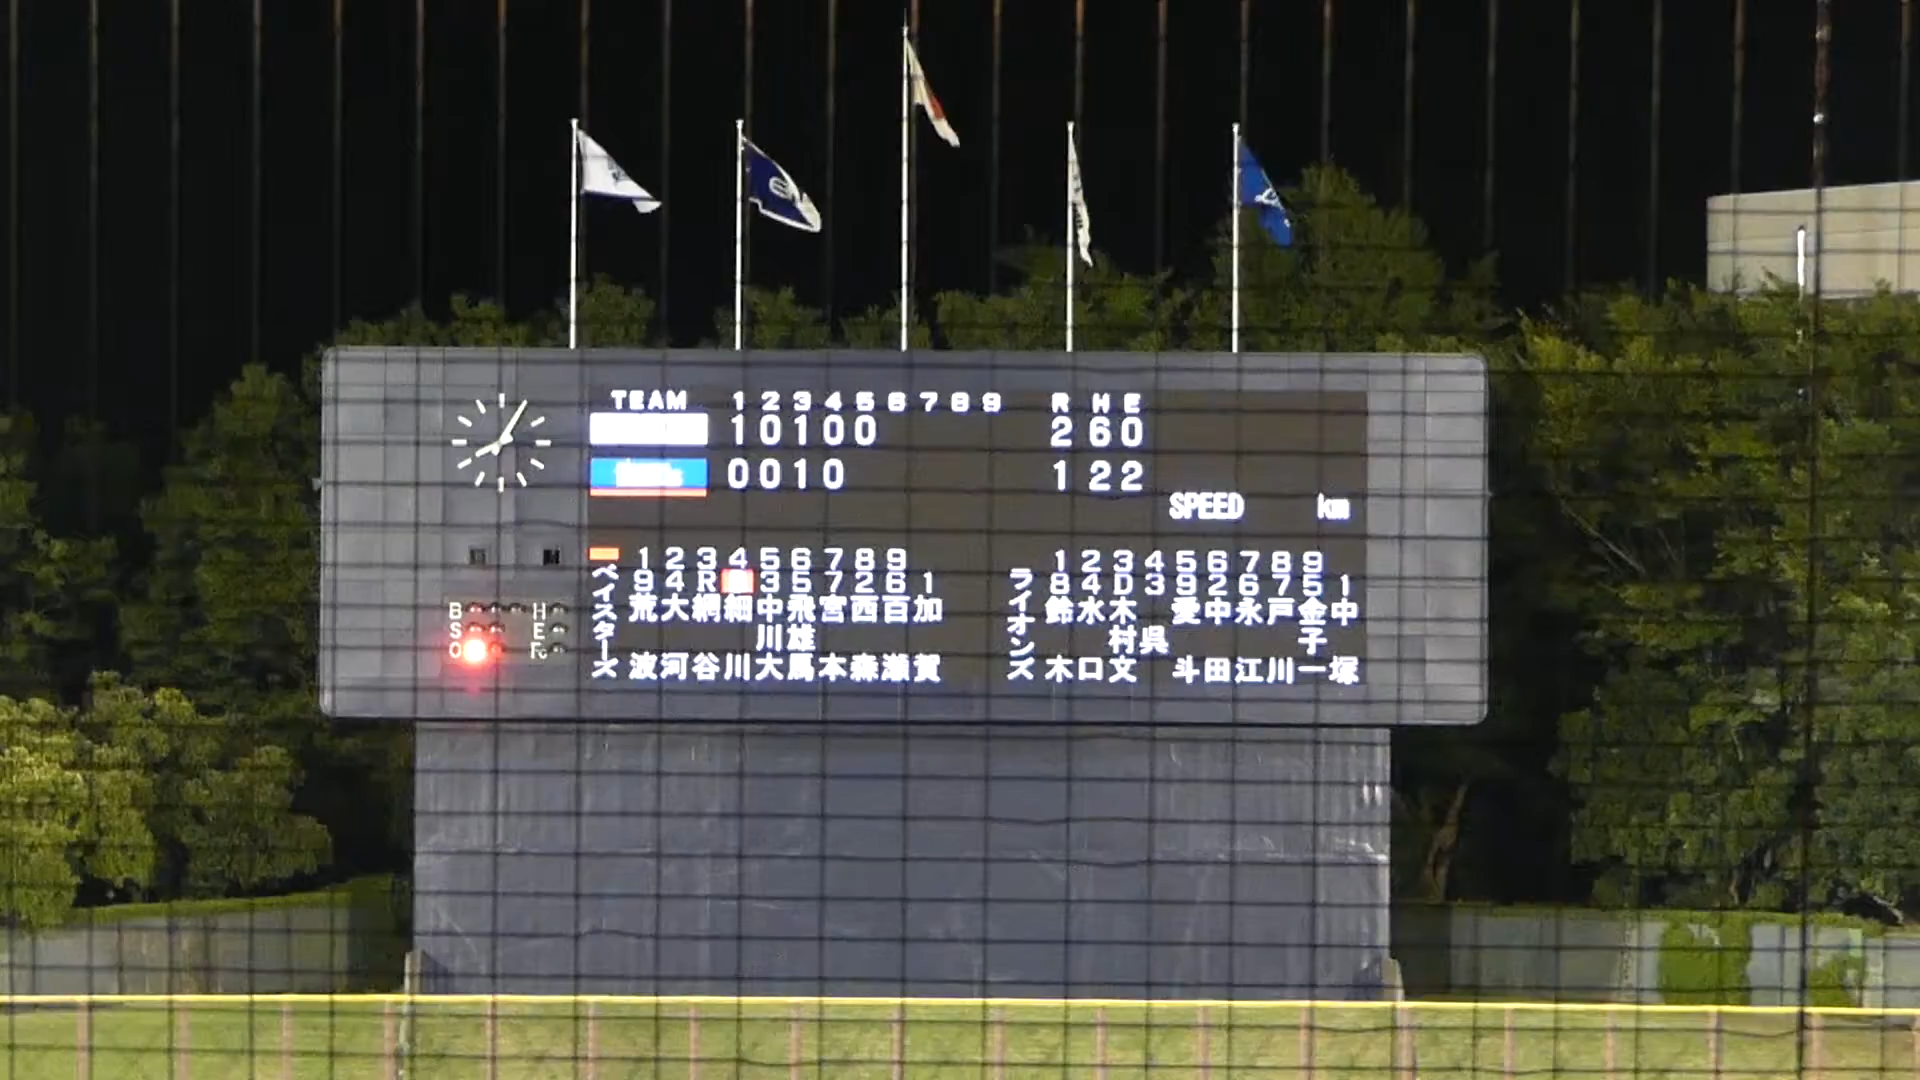 TEAM 1 2 3 4 5 6 7 8 9 R H E
1 0 1 0 0 2 6 0
0 0 1 0 1 2 2
SPEED km
1 2 3 4 5 6 7 8 9
9 4 R 3 5 7 2 6 1
ベイスターズ
荒波
大河
網谷
細川
中川大
飛雄馬
宮本
西森
百瀬
加賀
1 2 3 4 5 6 7 8 9
8 4 D 3 9 2 6 7 5 1
ライオンズ
鈴木
水口
木村文
呉
愛斗
中田
永江
戸川
金子一
中塚
B H
S E
O Fc